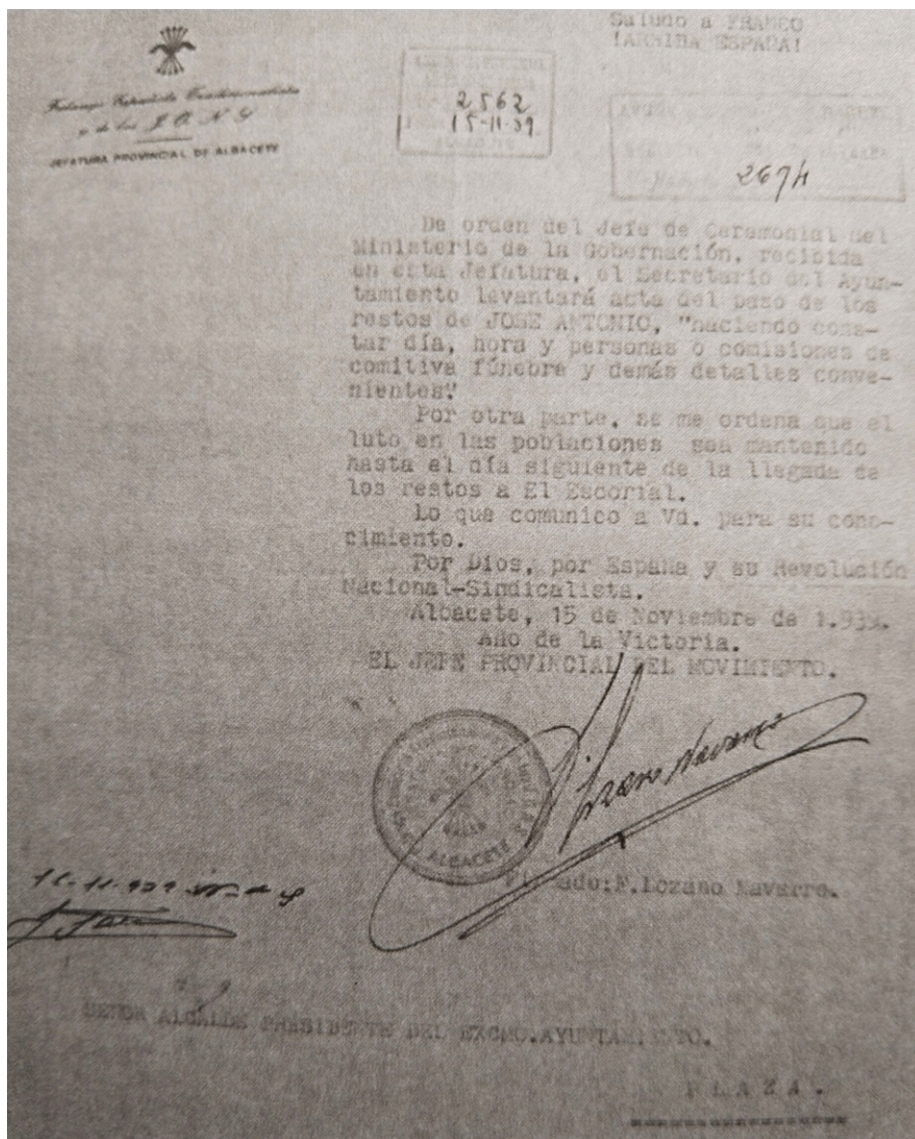 Saludo a FRANCO
!ARRIBA ESPAÑA!
Falange Española Tradicionalista
y de las J. O. N. S
JEFATURA PROVINCIAL DE ALBACETE
2562
15-11-39
2674
De orden del Jefe de Ceremonial del
Ministerio de la Gobernación, recibida
en esta Jefatura, el Secretario del Ayun-
tamiento levantará acta del paso de los
restos de JOSE ANTONIO, "haciendo cons-
tar día, hora y personas o comisiones de
comitiva fúnebre y demás detalles conve-
nientes"
Por otra parte, se me ordena que el
luto en las poblaciones sea mantenido
hasta el día siguiente de la llegada de
los restos a El Escorial.
Lo que comunico a Vd. para su cono-
cimiento.
Por Dios, por España y su Revolución
Nacional-Sindicalista.
Albacete, 15 de Noviembre de 1.939.
Año de la Victoria.
EL JEFE PROVINCIAL DEL MOVIMIENTO.
Lozano Navarro
ALBACETE
Firmado:F.Lozano Navarro.
SEÑOR ALCALDE PRESIDENTE DEL EXCMO.AYUNTAMIENTO.
PLAZA.